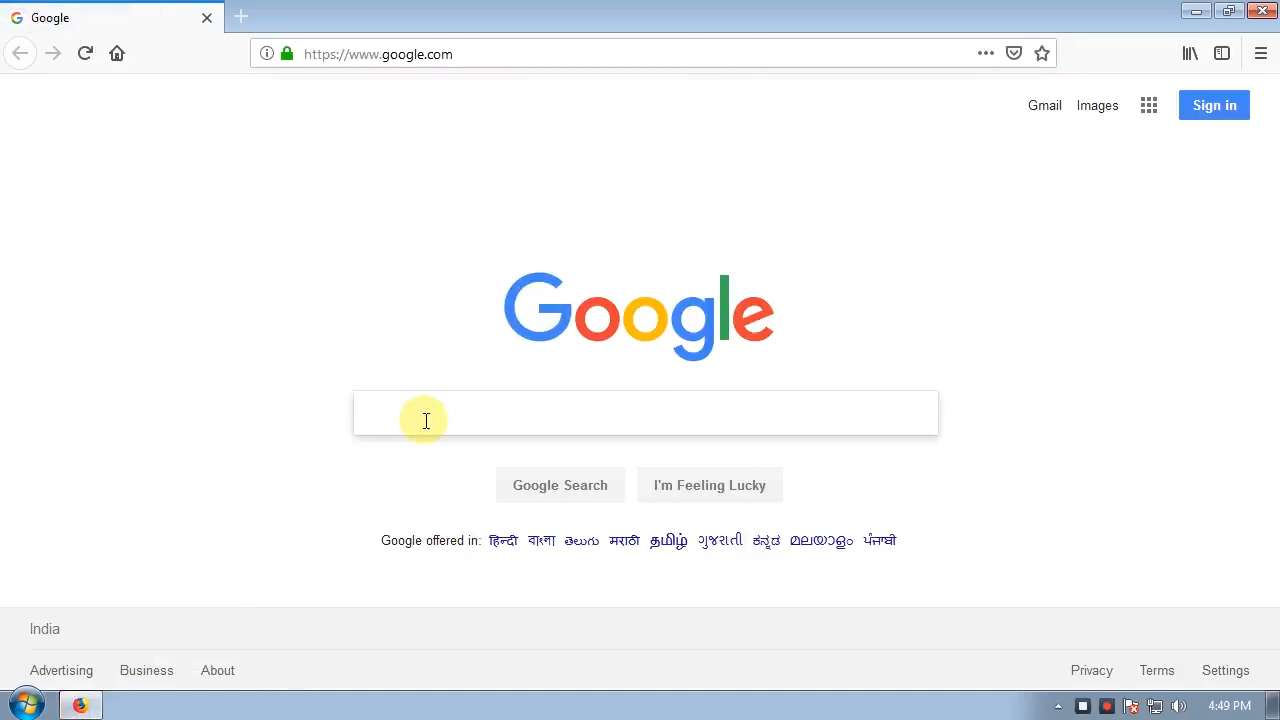 Google
https://www.google.com
Gmail Images Sign in
Google
Google Search I'm Feeling Lucky
Google offered in: हिन्दी বাংলা తెలుగు मराठी தமிழ் ગુજરાતી ಕನ್ನಡ മലയാളം ਪੰਜਾਬੀ
India
Advertising Business About Privacy Terms Settings
4:49 PM